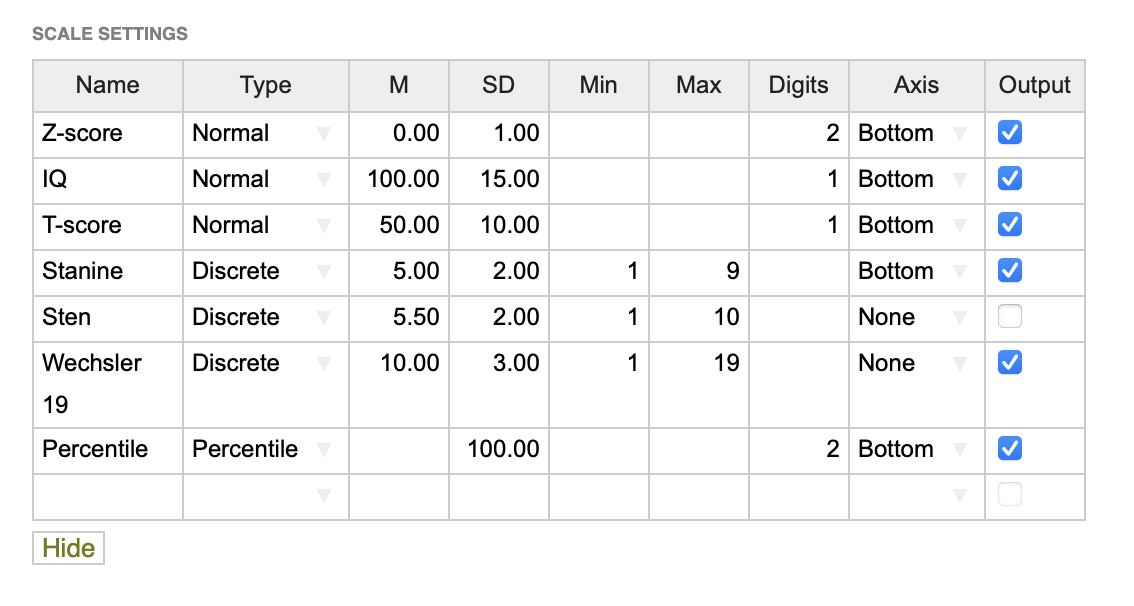 SCALE SETTINGS
Name Type M SD Min Max Digits Axis Output
Z-score Normal 0.00 1.00 2 Bottom
IQ Normal 100.00 15.00 1 Bottom
T-score Normal 50.00 10.00 1 Bottom
Stanine Discrete 5.00 2.00 1 9 Bottom
Sten Discrete 5.50 2.00 1 10 None
Wechsler Discrete 10.00 3.00 1 19 None
19
Percentile Percentile 100.00 2 Bottom
Hide